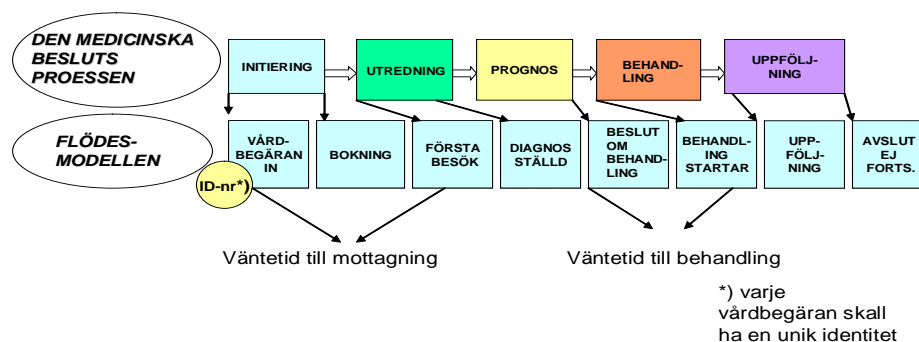 DEN MEDICINSKA
BESLUTS
PROESSEN
INITIERING
UTREDNING
PROGNOS
BEHAND-
LING
UPPFÖLJ-
NING
FLÖDES-
MODELLEN
ID-nr*)
VÅRD-
BEGÄRAN
IN
BOKNING
FÖRSTA
BESÖK
DIAGNOS
STÄLLD
BESLUT
OM
BEHAND-
LING
BEHAND-
LL-ING
STARTAR
UPP-
FÖLJ-
NING
AVSLUT
EJ
FORTS.
Väntetid till mottagning
Väntetid till behandling
*) varje
vårdbegäran skall
ha en unik identitet